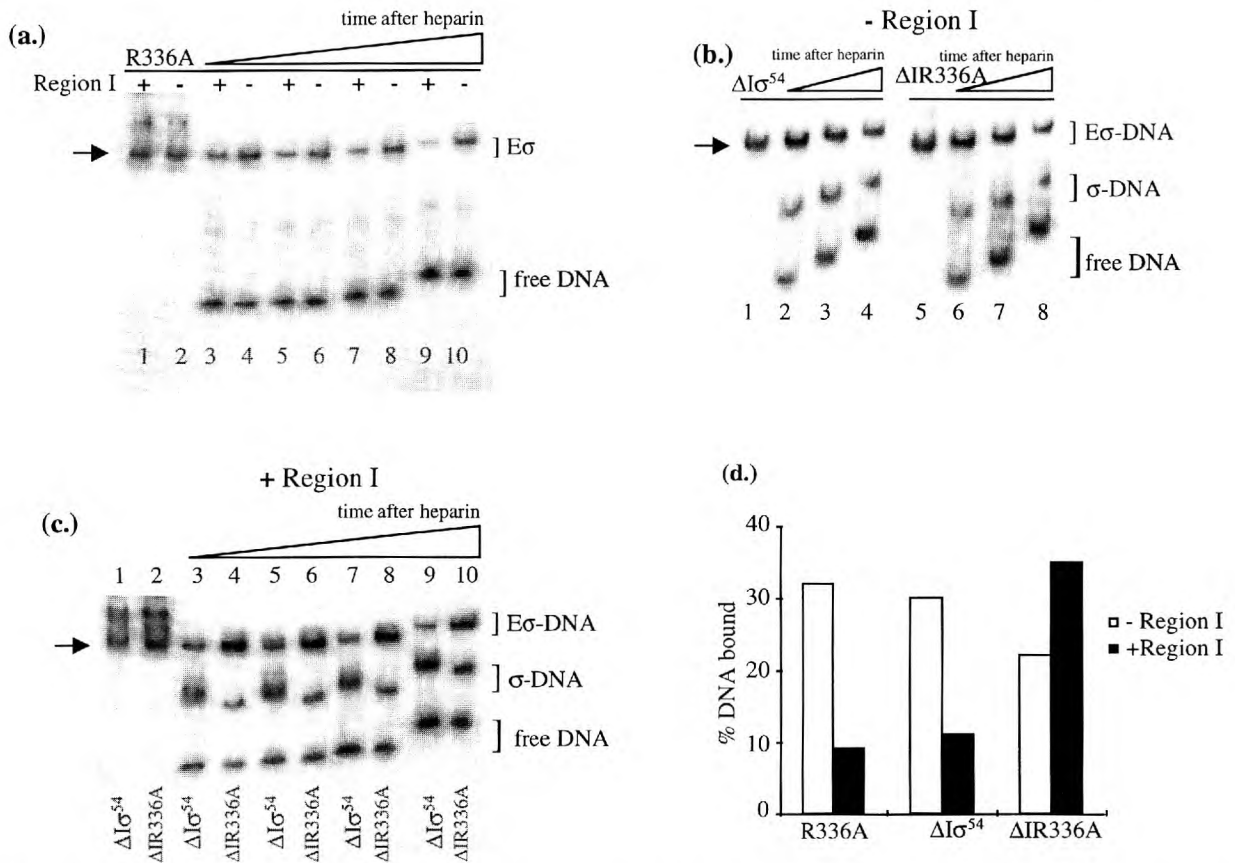 (a.)
time after heparin
R336A
Region I + - + - + - + - + -
] Eσ
] free DNA
1 2 3 4 5 6 7 8 9 10
- Region I
(b.)
time after heparin
time after heparin
ΔIσ⁵⁴
ΔIR336A
] Eσ-DNA
] σ-DNA
] free DNA
1 2 3 4 5 6 7 8
+ Region I
(c.)
time after heparin
1 2 3 4 5 6 7 8 9 10
] Eσ-DNA
] σ-DNA
] free DNA
ΔIσ⁵⁴ ΔIR336A ΔIσ⁵⁴ ΔIR336A ΔIσ⁵⁴ ΔIR336A ΔIσ⁵⁴ ΔIR336A ΔIσ⁵⁴ ΔIR336A
(d.)
% DNA bound
40
30
20
10
0
R336A ΔIσ⁵⁴ ΔIR336A
- Region I
+Region I